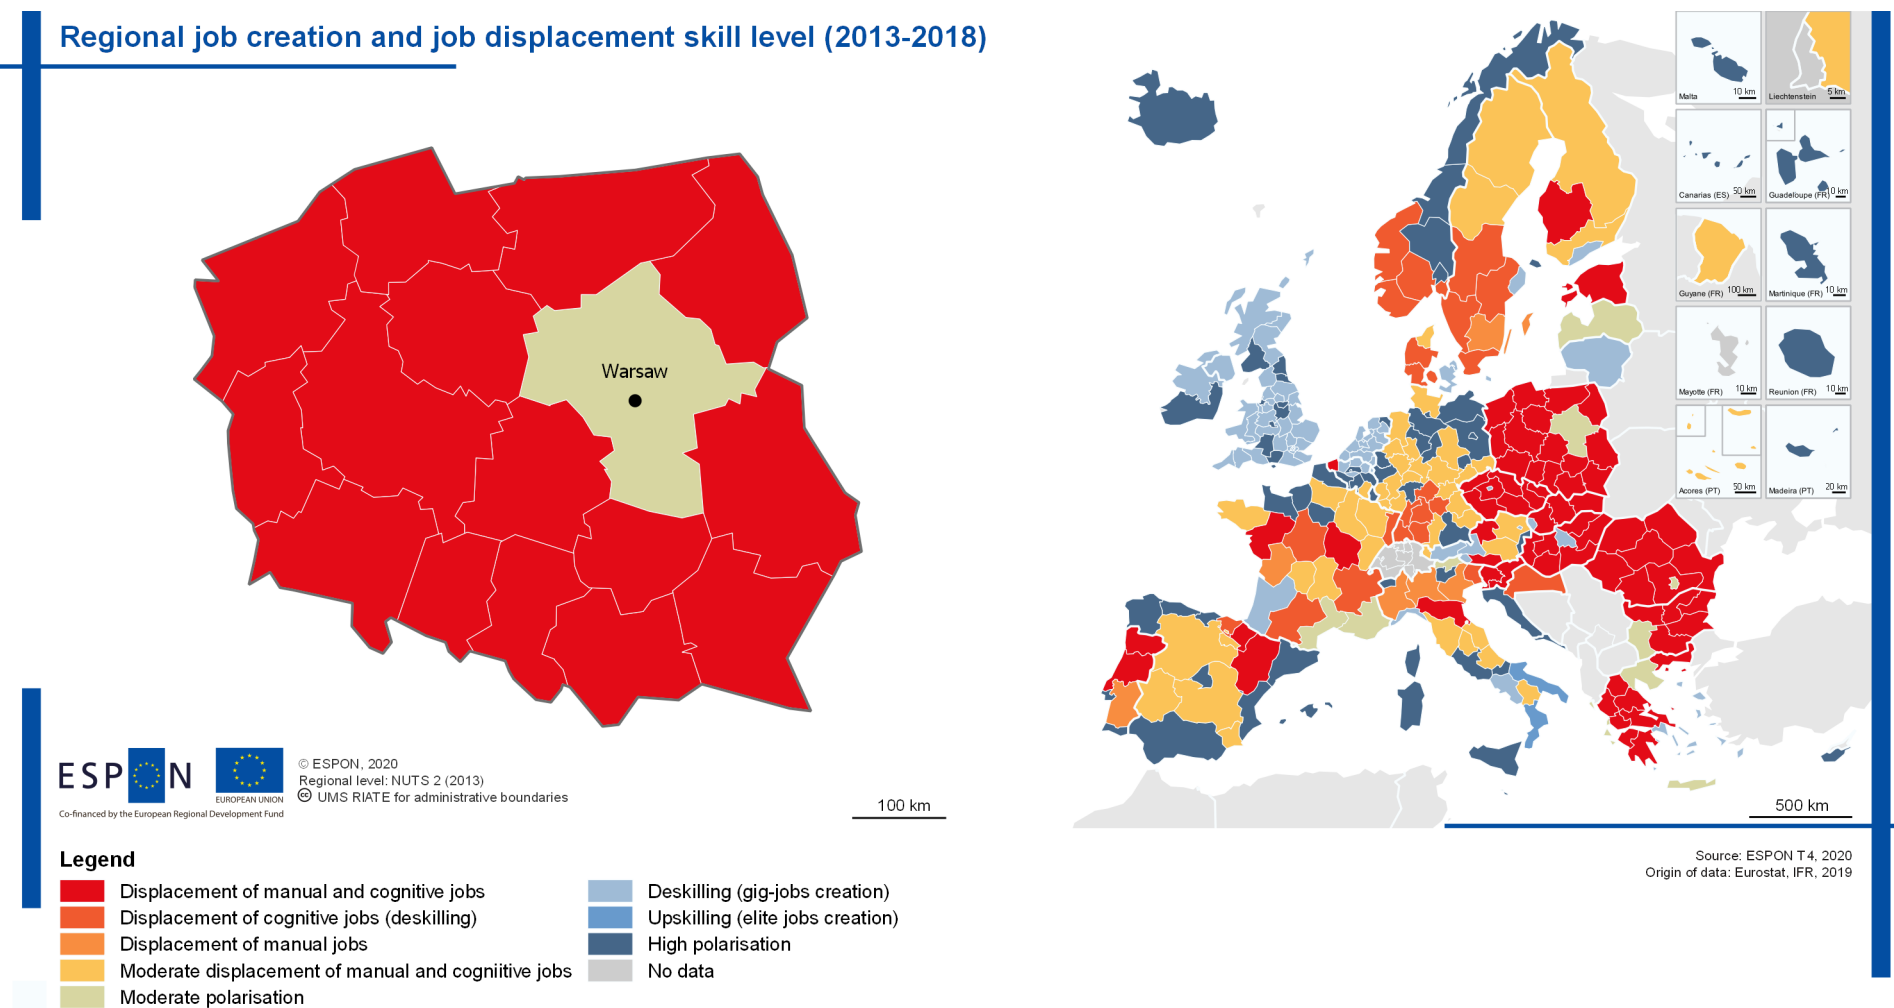 Regional job creation and job displacement skill level (2013-2018)
Warsaw
Malta
10 km
Liechtenstein
5 km
Canarias (ES)
50 km
Guadeloupe (FR)
10 km
Guyane (FR)
100 km
Martinique (FR)
10 km
Mayotte (FR)
10 km
Reunion (FR)
10 km
Acores (PT)
50 km
Madeira (PT)
20 km
ESPON
EUROPEAN UNION
Co-financed by the European Regional Development Fund
© ESPON, 2020
Regional level: NUTS 2 (2013)
cc UMS RIATE for administrative boundaries
100 km
500 km
Source: ESPON T4, 2020
Origin of data: Eurostat, IFR, 2019
Legend
Displacement of manual and cognitive jobs
Displacement of cognitive jobs (deskilling)
Displacement of manual jobs
Moderate displacement of manual and cogniitive jobs
Moderate polarisation
Deskilling (gig-jobs creation)
Upskilling (elite jobs creation)
High polarisation
No data